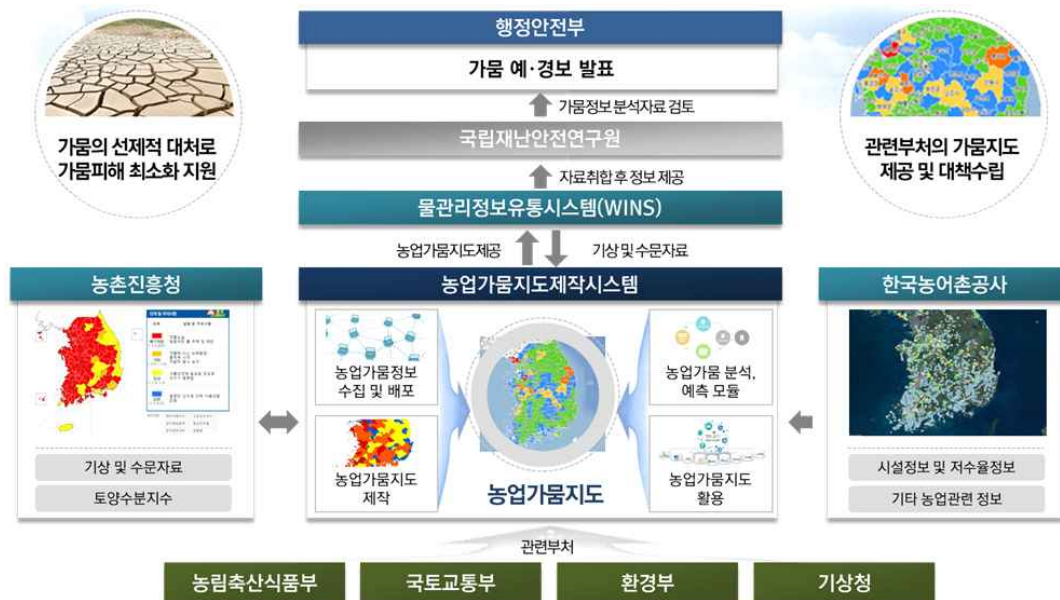 행정안전부
가뭄 예·경보 발표
가뭄정보 분석자료 검토
국립재난안전연구원
자료취합 후 정보 제공
물관리정보유통시스템(WINS)
농업가뭄지도제공
기상 및 수문자료
가뭄의 선제적 대처로
가뭄피해 최소화 지원
관련부처의 가뭄지도
제공 및 대책수립
농촌진흥청
기상 및 수문자료
토양수분지수
농업가뭄지도제작시스템
농업가뭄정보
수집 및 배포
농업가뭄지도
제작
농업가뭄지도
농업가뭄 분석,
예측 모듈
농업가뭄지도
활용
한국농어촌공사
시설정보 및 저수율정보
기타 농업관련 정보
관련부처
농림축산식품부
국토교통부
환경부
기상청